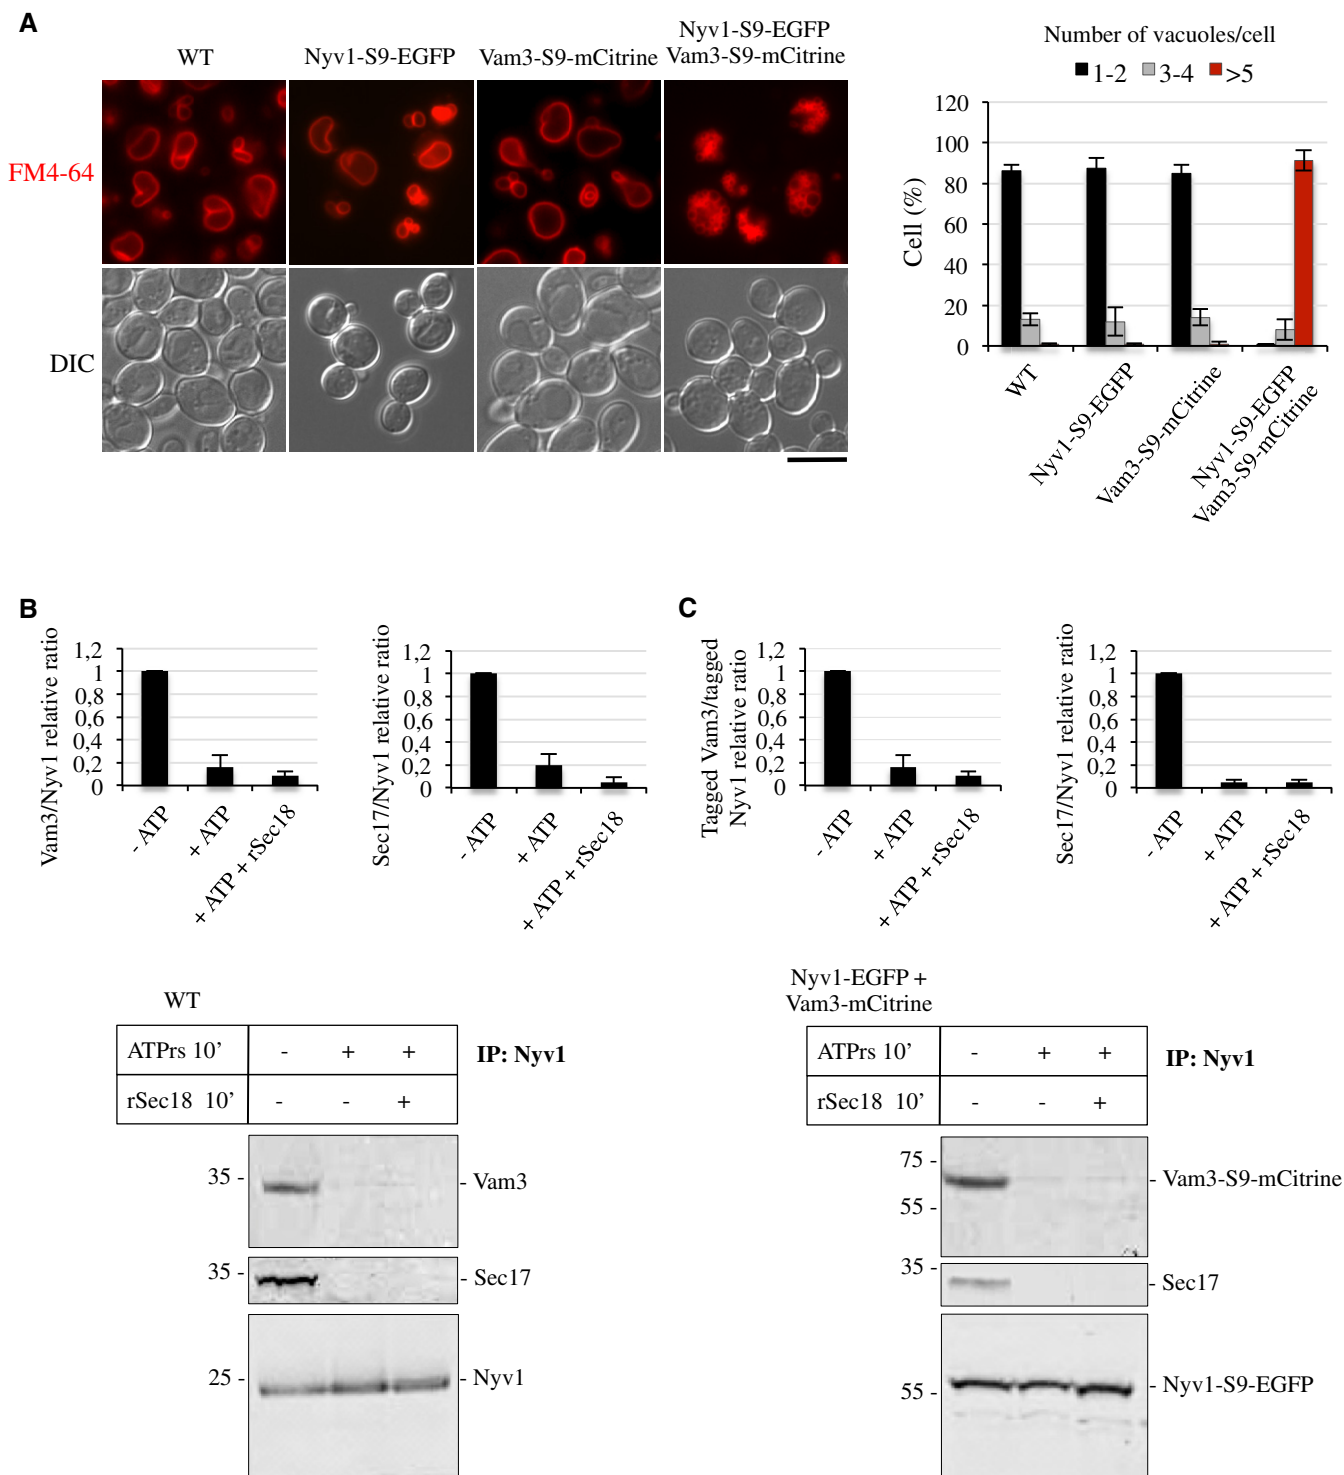 A
WT
Nyv1-S9-EGFP
Vam3-S9-mCitrine
Nyv1-S9-EGFP
Vam3-S9-mCitrine
FM4-64
DIC
Number of vacuoles/cell
1-2 3-4 >5
Cell (%)
120
100
80
60
40
20
0
WT
Nyv1-S9-EGFP
Vam3-S9-mCitrine
Nyv1-S9-EGFP
Vam3-S9-mCitrine
B
Vam3/Nyv1 relative ratio
1,2
1
0,8
0,6
0,4
0,2
0
- ATP
+ ATP
+ ATP + rSec18
Sec17/Nyv1 relative ratio
1,2
1
0,8
0,6
0,4
0,2
0
- ATP
+ ATP
+ ATP + rSec18
WT
ATPrs 10’ - + +
rSec18 10’ - - +
IP: Nyv1
35 -
- Vam3
35 -
- Sec17
25 -
- Nyv1
C
Tagged Vam3/tagged
Nyv1 relative ratio
1,2
1
0,8
0,6
0,4
0,2
0
- ATP
+ ATP
+ ATP + rSec18
Sec17/Nyv1 relative ratio
1,2
1
0,8
0,6
0,4
0,2
0
- ATP
+ ATP
+ ATP + rSec18
Nyv1-EGFP +
Vam3-mCitrine
ATPrs 10’ - + +
rSec18 10’ - - +
IP: Nyv1
75 -
- Vam3-S9-mCitrine
55 -
35 -
- Sec17
- Nyv1-S9-EGFP
55 -